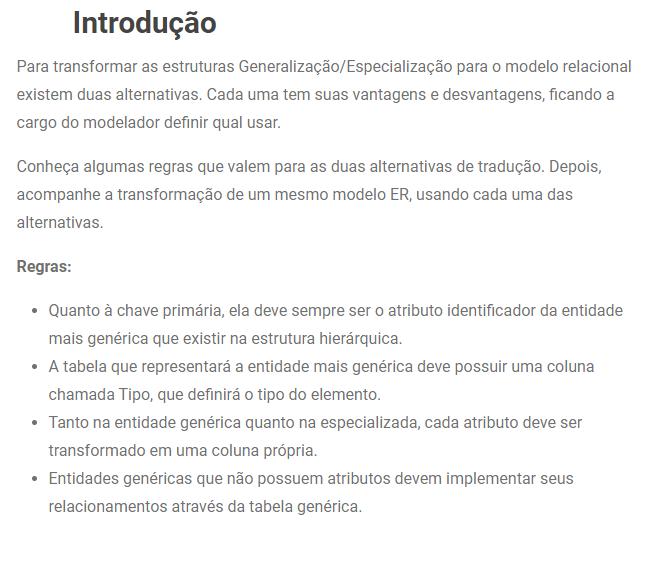 Introdução
Para transformar as estruturas Generalização/Especialização para o modelo relacional
existem duas alternativas. Cada uma tem suas vantagens e desvantagens, ficando a
cargo do modelador definir qual usar.
Conheça algumas regras que valem para as duas alternativas de tradução. Depois,
acompanhe a transformação de um mesmo modelo ER, usando cada uma das
alternativas.
Regras:
• Quanto à chave primária, ela deve sempre ser o atributo identificador da entidade
mais genérica que existir na estrutura hierárquica.
• A tabela que representará a entidade mais genérica deve possuir uma coluna
chamada Tipo, que definirá o tipo do elemento.
• Tanto na entidade genérica quanto na especializada, cada atributo deve ser
transformado em uma coluna própria.
• Entidades genéricas que não possuem atributos devem implementar seus
relacionamentos através da tabela genérica.